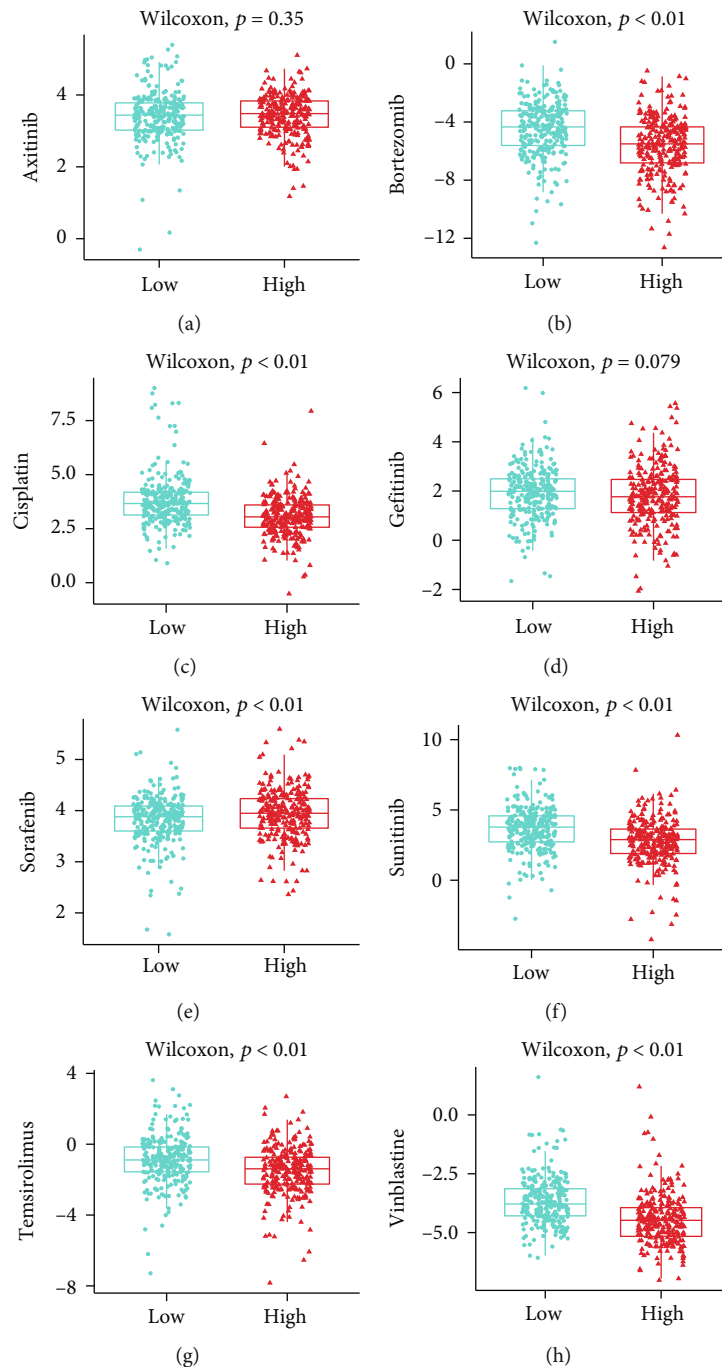 Wilcoxon, p = 0.35
Axitinib
4
2
0
Low High
(a)
Wilcoxon, p < 0.01
Bortezomib
0
−4
−8
−12
Low High
(b)
Wilcoxon, p < 0.01
Cisplatin
7.5
5.0
2.5
0.0
Low High
(c)
Wilcoxon, p = 0.079
Gefitinib
6
4
2
0
−2
Low High
(d)
Wilcoxon, p < 0.01
Sorafenib
5
4
3
2
Low High
(e)
Wilcoxon, p < 0.01
Sunitinib
10
5
0
Low High
(f)
Wilcoxon, p < 0.01
Temsirolimus
4
0
−4
−8
Low High
(g)
Wilcoxon, p < 0.01
Vinblastine
0.0
−2.5
−5.0
Low High
(h)